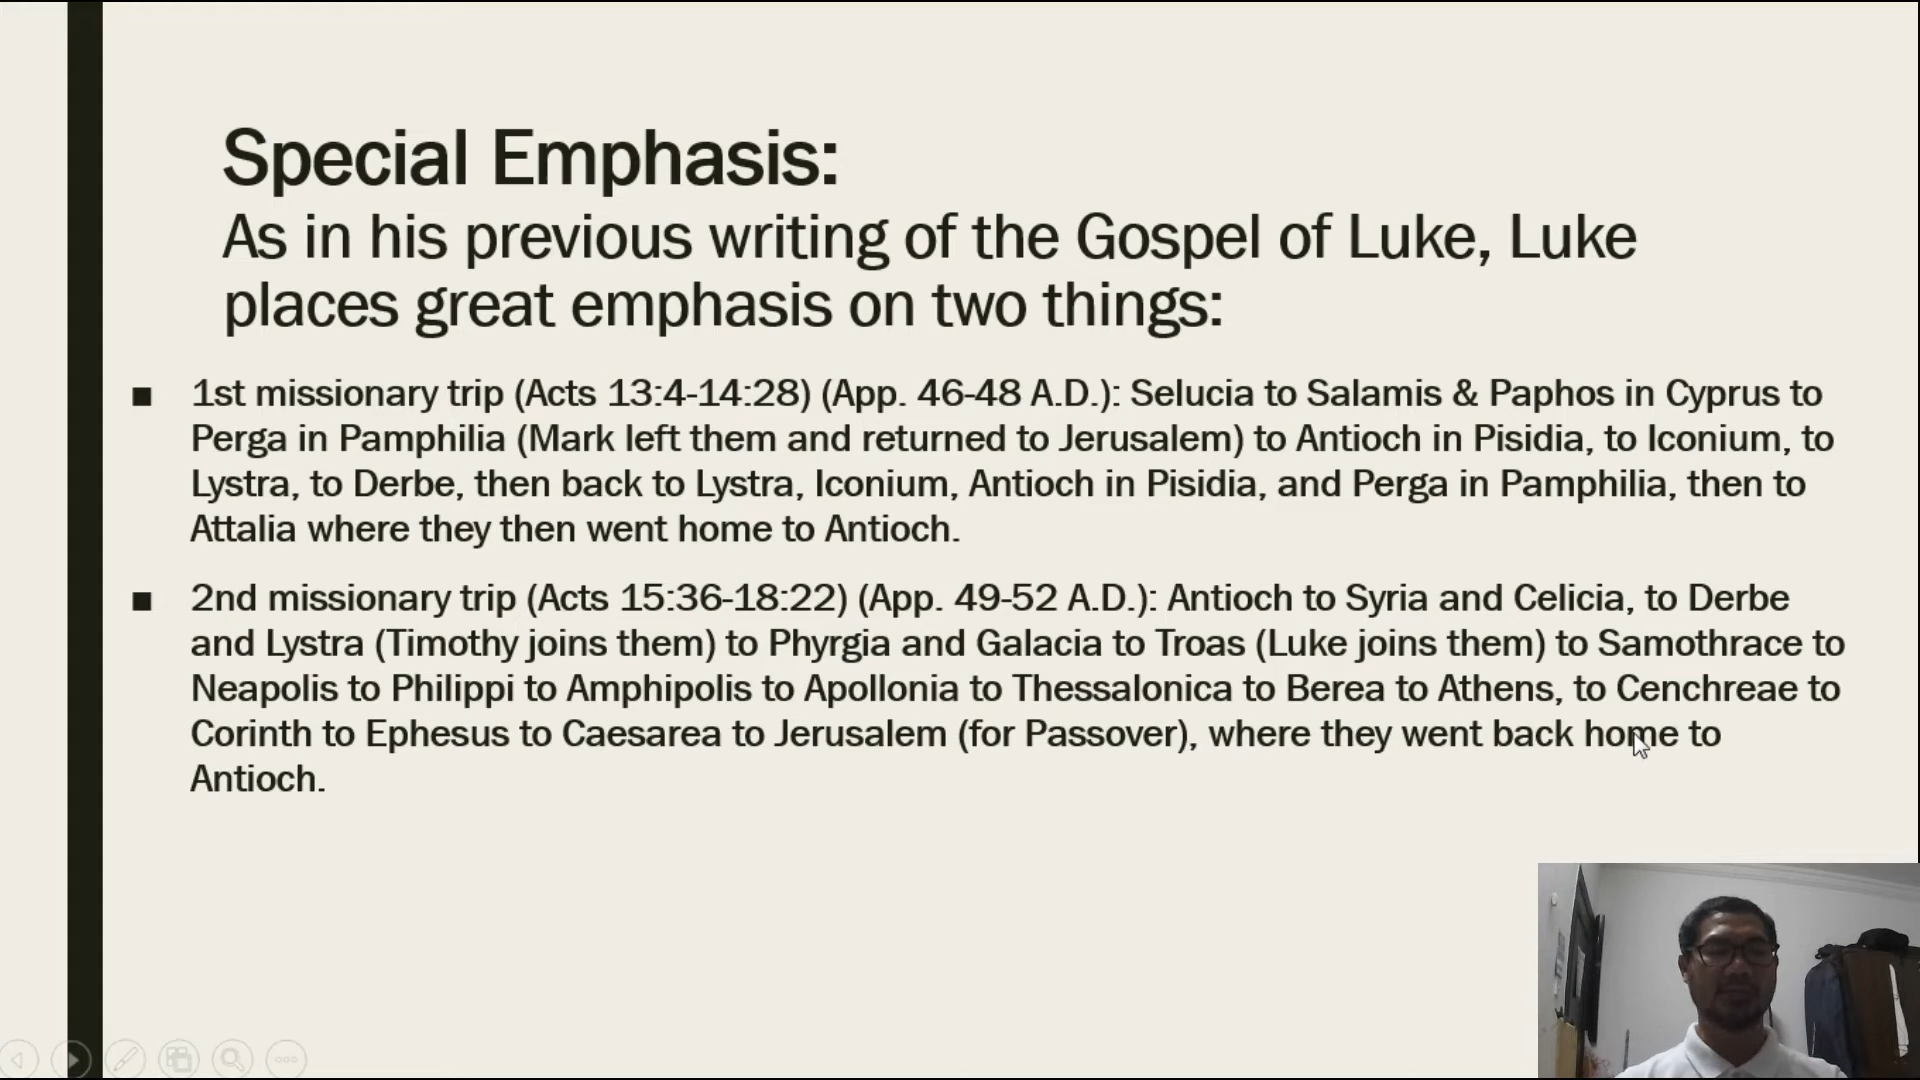 Special Emphasis:
As in his previous writing of the Gospel of Luke, Luke
places great emphasis on two things:
■ 1st missionary trip (Acts 13:4-14:28) (App. 46-48 A.D.): Selucia to Salamis & Paphos in Cyprus to
Perga in Pamphilia (Mark left them and returned to Jerusalem) to Antioch in Pisidia, to Iconium, to
Lystra, to Derbe, then back to Lystra, Iconium, Antioch in Pisidia, and Perga in Pamphilia, then to
Attalia where they then went home to Antioch.
■ 2nd missionary trip (Acts 15:36-18:22) (App. 49-52 A.D.): Antioch to Syria and Celicia, to Derbe
and Lystra (Timothy joins them) to Phyrgia and Galacia to Troas (Luke joins them) to Samothrace to
Neapolis to Philippi to Amphipolis to Apollonia to Thessalonica to Berea to Athens, to Cenchreae to
Corinth to Ephesus to Caesarea to Jerusalem (for Passover), where they went back home to
Antioch.